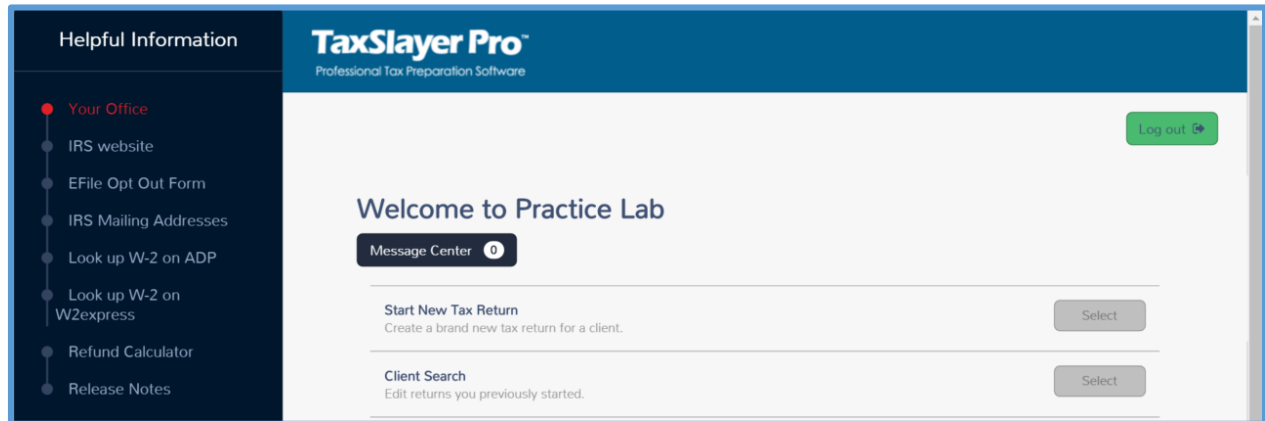 Helpful Information
Your Office
IRS website
EFile Opt Out Form
IRS Mailing Addresses
Look up W-2 on ADP
Look up W-2 on
W2express
Refund Calculator
Release Notes
TaxSlayer Pro™
Professional Tax Preparation Software
Log out
Welcome to Practice Lab
Message Center 0
Start New Tax Return
Create a brand new tax return for a client.
Select
Client Search
Edit returns you previously started.
Select